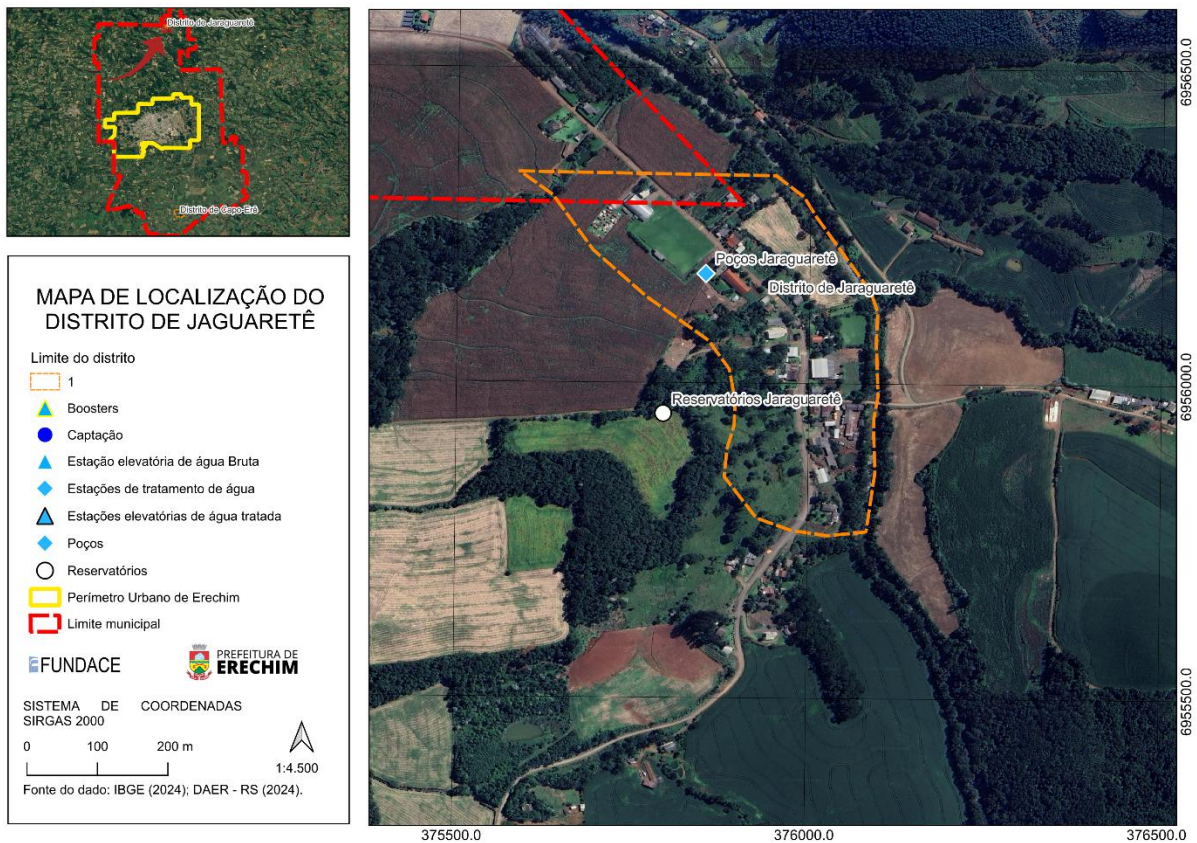 Distrito de Jaraguaretê
Distrito de Capo-Erê
MAPA DE LOCALIZAÇÃO DO
DISTRITO DE JAGUARETÊ
Limite do distrito
1
Boosters
Captação
Estação elevatória de água Bruta
Estações de tratamento de água
Estações elevatórias de água tratada
Poços
Reservatórios
Perímetro Urbano de Erechim
Limite municipal
FUNDACE
PREFEITURA DE
ERECHIM
SISTEMA DE COORDENADAS
SIRGAS 2000
0 100 200 m
1:4.500
Fonte do dado: IBGE (2024); DAER - RS (2024).
Poços Jaraguaretê
Distrito de Jaraguaretê
Reservatórios Jaraguaretê
6956500.0
6956000.0
6955500.0
375500.0 376000.0 376500.0